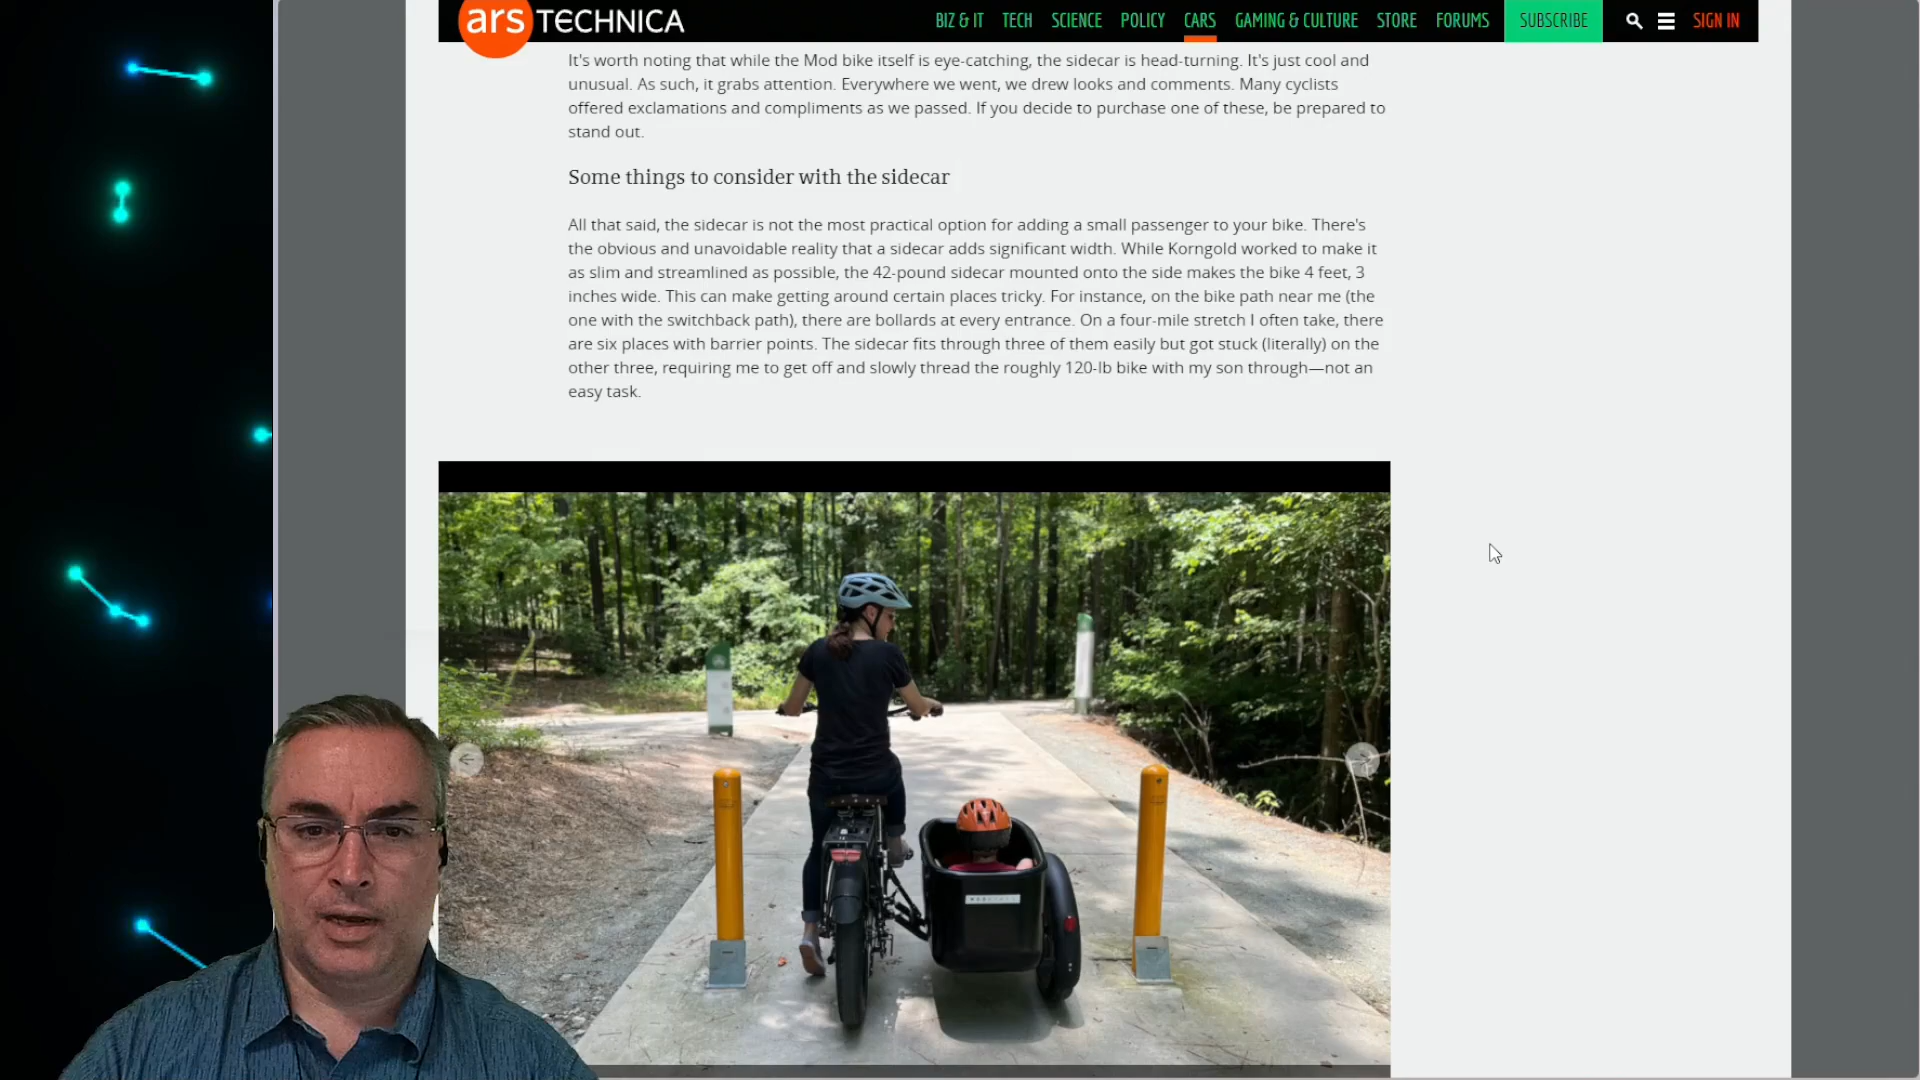 ars TECHNICA
BIZ & IT TECH SCIENCE POLICY CARS GAMING & CULTURE STORE FORUMS SUBSCRIBE SIGN IN
It's worth noting that while the Mod bike itself is eye-catching, the sidecar is head-turning. It's just cool and
unusual. As such, it grabs attention. Everywhere we went, we drew looks and comments. Many cyclists
offered exclamations and compliments as we passed. If you decide to purchase one of these, be prepared to
stand out.
Some things to consider with the sidecar
All that said, the sidecar is not the most practical option for adding a small passenger to your bike. There's
the obvious and unavoidable reality that a sidecar adds significant width. While Korngold worked to make it
as slim and streamlined as possible, the 42-pound sidecar mounted onto the side makes the bike 4 feet, 3
inches wide. This can make getting around certain places tricky. For instance, on the bike path near me (the
one with the switchback path), there are bollards at every entrance. On a four-mile stretch I often take, there
are six places with barrier points. The sidecar fits through three of them easily but got stuck (literally) on the
other three, requiring me to get off and slowly thread the roughly 120-lb bike with my son through—not an
easy task.